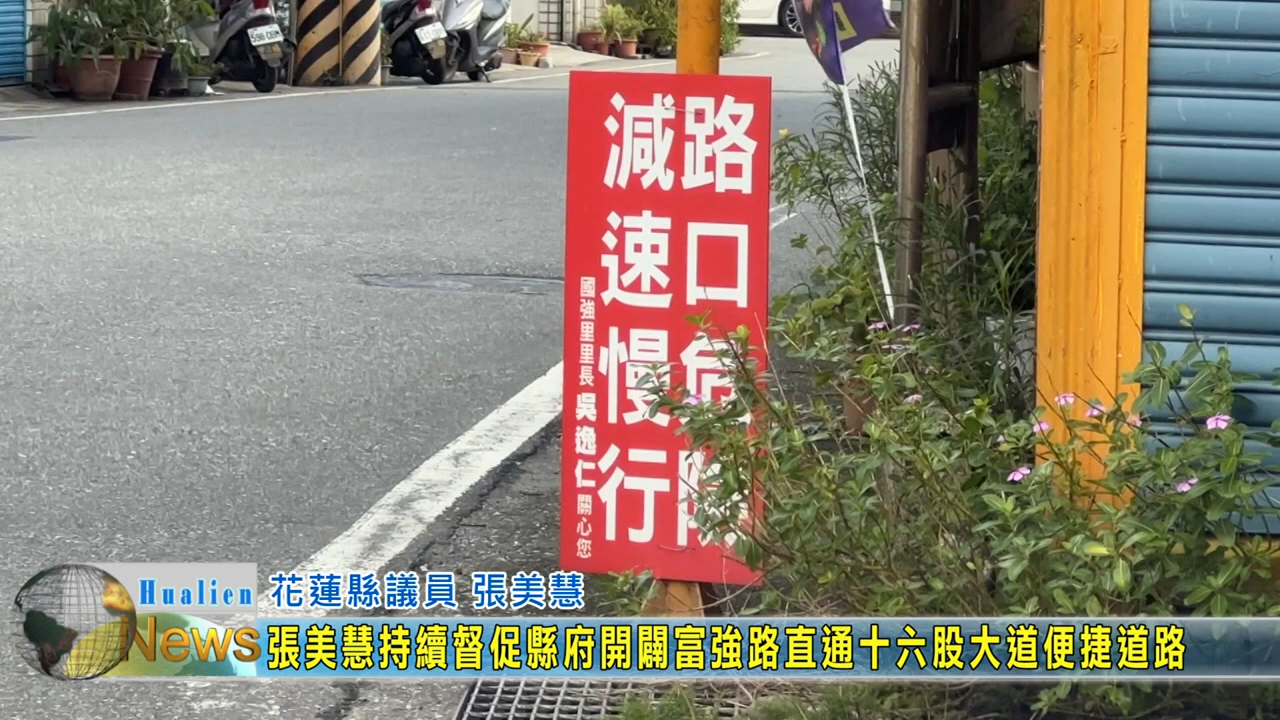 路口危險
減速慢行
國強里里長 吳逸仁 關心您
Hualien
News
花蓮縣議員 張美慧
張美慧持續督促縣府開闢富強路直通十六股大道便捷道路